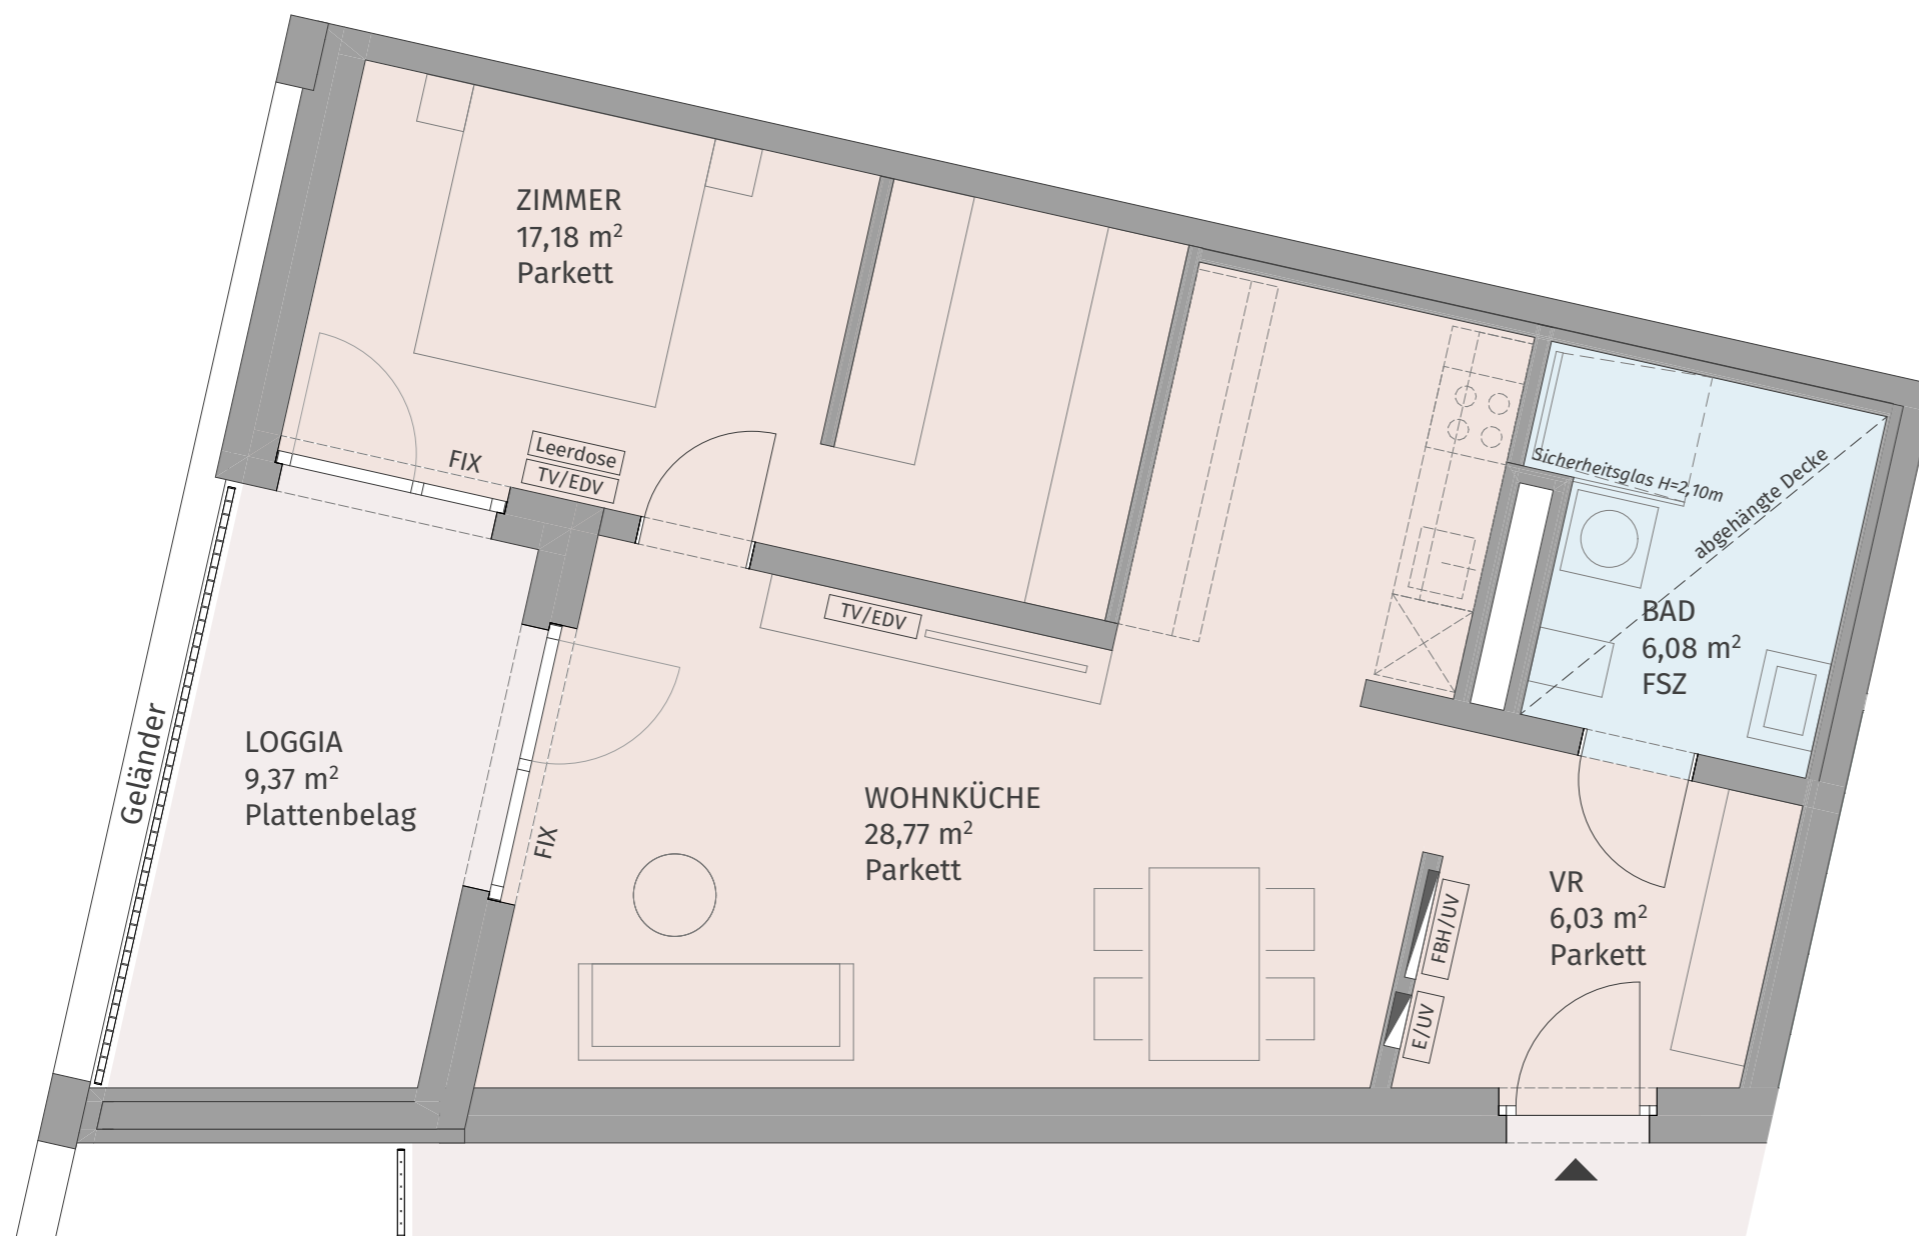 ZIMMER
17,18 m²
Parkett
FIX
Leerdose
TV/EDV
Sicherheitsglas H=2,10m
abgehängte Decke
BAD
6,08 m²
FSZ
TV/EDV
Geländer
LOGGIA
9,37 m²
Plattenbelag
FIX
WOHNKÜCHE
28,77 m²
Parkett
FBH/UV
E/UV
VR
6,03 m²
Parkett